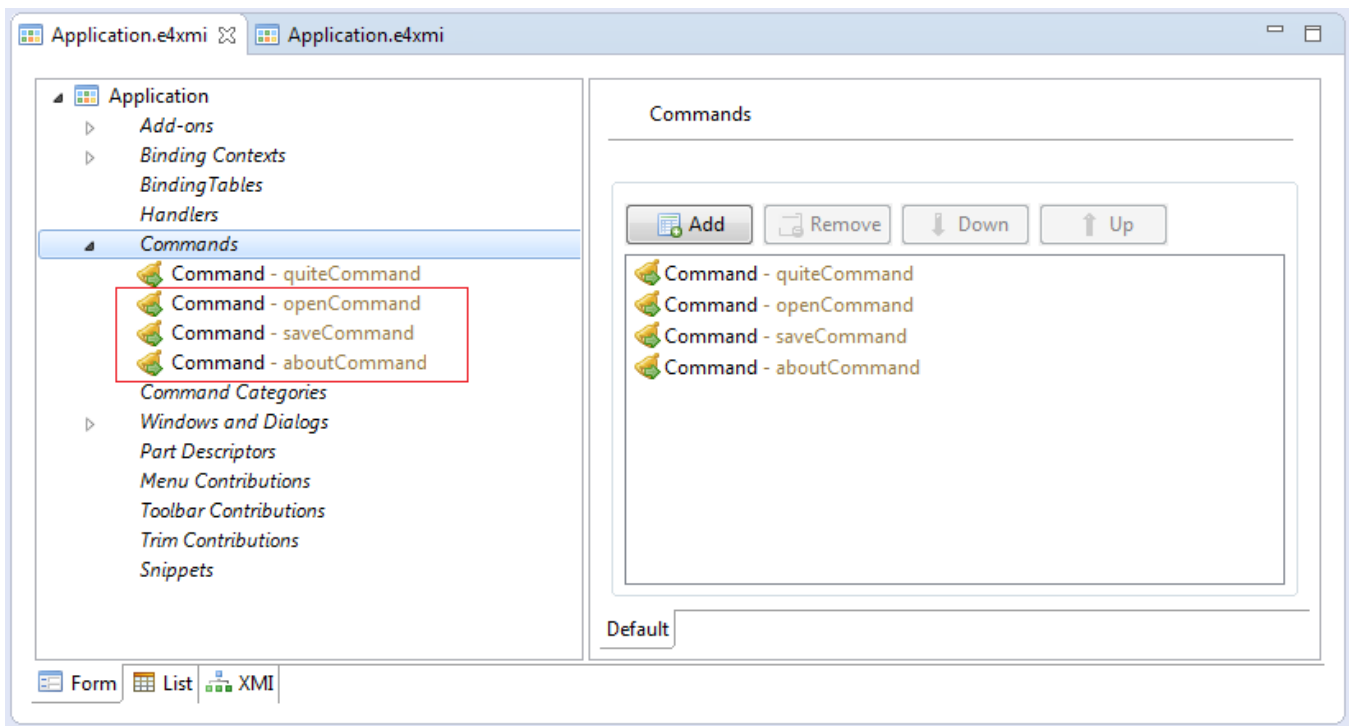 Application.e4xmi Application.e4xmi
Application
Add-ons
Binding Contexts
BindingTables
Handlers
Commands
Command - quiteCommand
Command - openCommand
Command - saveCommand
Command - aboutCommand
Command Categories
Windows and Dialogs
Part Descriptors
Menu Contributions
Toolbar Contributions
Trim Contributions
Snippets
Commands
Add Remove Down Up
Command - quiteCommand
Command - openCommand
Command - saveCommand
Command - aboutCommand
Default
Form List XMI